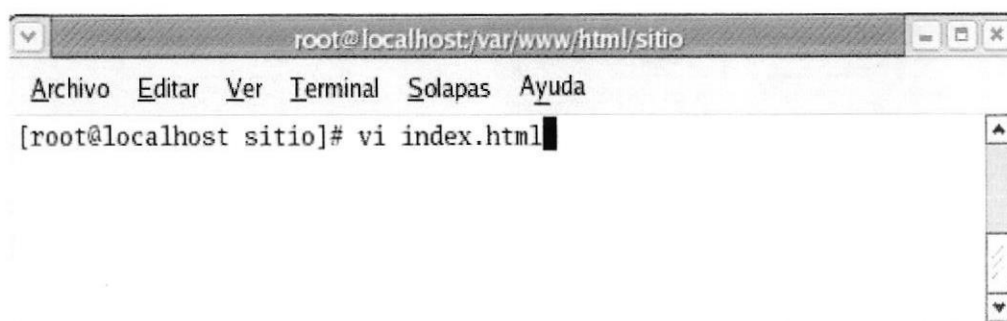 root@localhost:/var/www/html/sitio
Archivo Editar Ver Terminal Solapas Ayuda
[root@localhost sitio]# vi index.html